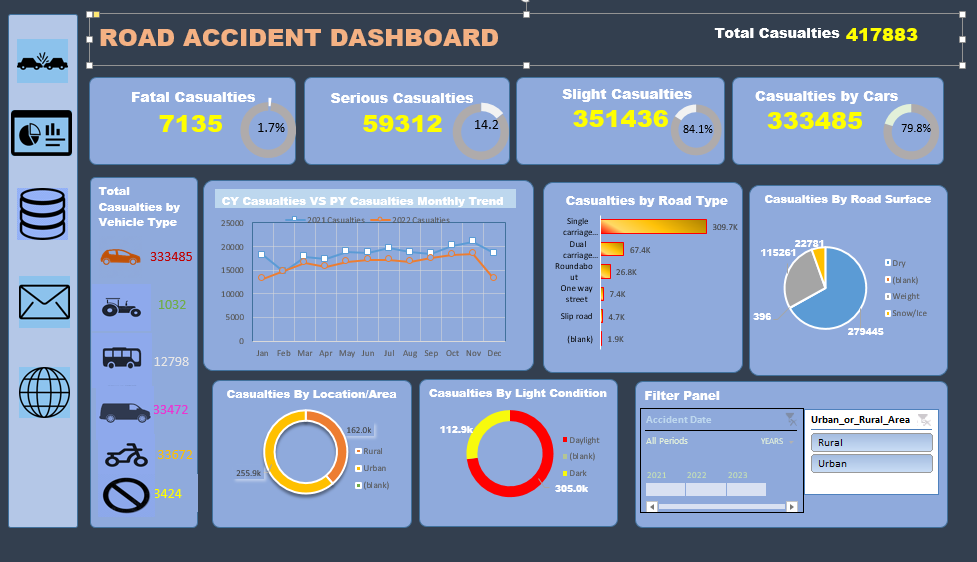 ROAD ACCIDENT DASHBOARD
Total Casualties 417883
Fatal Casualties
7135
1.7%
Serious Casualties
59312
14.2
Slight Casualties
351436
84.1%
Casualties by Cars
333485
79.8%
Total
Casualties by
Vehicle Type
333485
1032
12798
33472
33672
3424
CY Casualties VS PY Casualties Monthly Trend
2021 Casualties
2022 Casualties
25000
20000
15000
10000
5000
0
Jan Feb Mar Apr May Jun Jul Aug Sep Oct Nov Dec
Casualties by Road Type
Single
carriage...
309.7K
Dual
carriage...
67.4K
Roundabo
ut
26.8K
One way
street
7.4K
Slip road
4.7K
(blank)
1.9K
Casualties By Road Surface
22781
115261
396
279445
Dry
(blank)
Weight
Snow/Ice
Casualties By Location/Area
162.0k
255.9k
Rural
Urban
(blank)
Casualties By Light Condition
112.9k
305.0k
Daylight
(blank)
Dark
Filter Panel
Accident Date
All Periods
YEARS
2021 2022 2023
Urban_or_Rural_Area
Rural
Urban